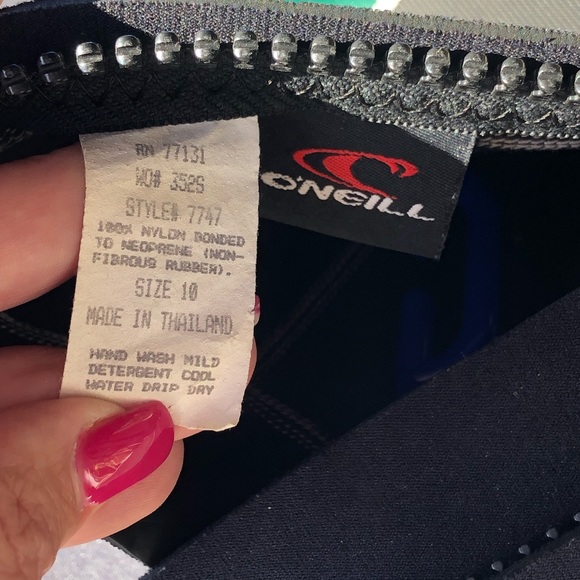 RN 77131
WO# 3525
STYLE# 7747
100% NYLON BONDED
TO NEOPRENE (NON-
FIBROUS RUBBER).
SIZE 10
MADE IN THAILAND
HAND WASH MILD
DETERGENT COOL
WATER DRIP DRY
O'NEILL